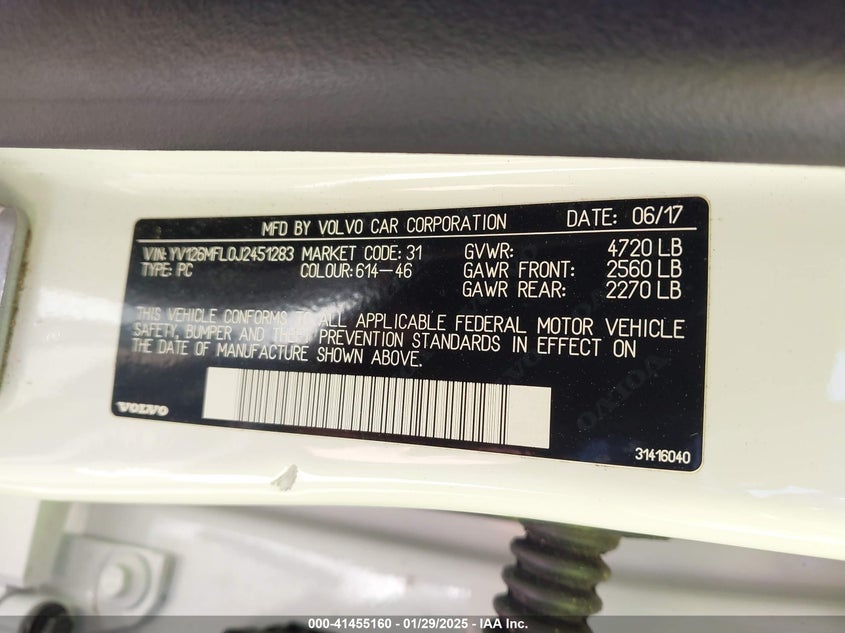 MFD BY VOLVO CAR CORPORATION DATE: 06/17
VIN: YV126MFL0J2451283 MARKET CODE: 31 GVWR: 4720 LB
TYPE: PC COLOUR: 614-46 GAWR FRONT: 2560 LB
GAWR REAR: 2270 LB
THIS VEHICLE CONFORMS TO ALL APPLICABLE FEDERAL MOTOR VEHICLE
SAFETY, BUMPER AND THEFT PREVENTION STANDARDS IN EFFECT ON
THE DATE OF MANUFACTURE SHOWN ABOVE.
VOLVO
VOLVO
VOLVO
31416040
000-41455160 - 01/29/2025 - IAA Inc.